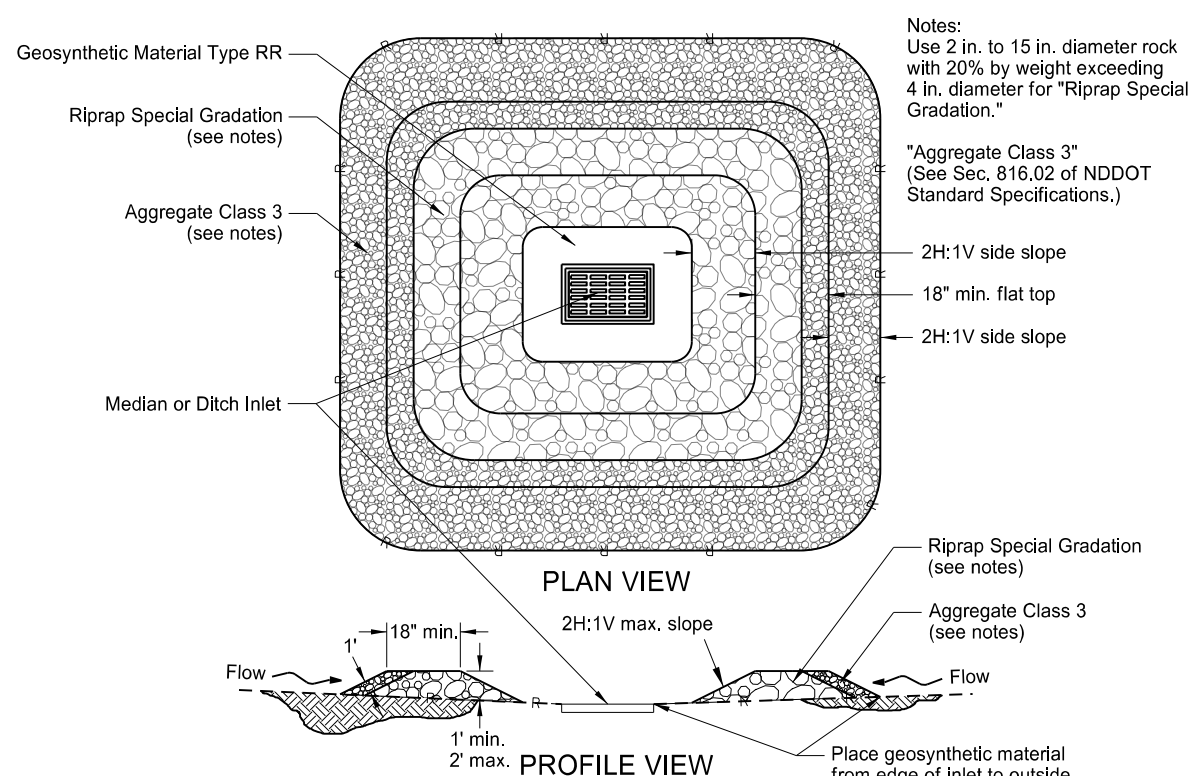 Geosynthetic Material Type RR
Riprap Special Gradation
(see notes)
Aggregate Class 3
(see notes)
Median or Ditch Inlet
Notes:
Use 2 in. to 15 in. diameter rock
with 20% by weight exceeding
4 in. diameter for "Riprap Special
Gradation."
"Aggregate Class 3"
(See Sec. 816.02 of NDDOT
Standard Specifications.)
2H:1V side slope
18" min. flat top
2H:1V side slope
PLAN VIEW
Riprap Special Gradation
(see notes)
Aggregate Class 3
(see notes)
2H:1V max. slope
18" min.
1'
Flow
Flow
R
R
R
1' min.
2' max.
PROFILE VIEW
Place geosynthetic material
from edge of inlet to outside